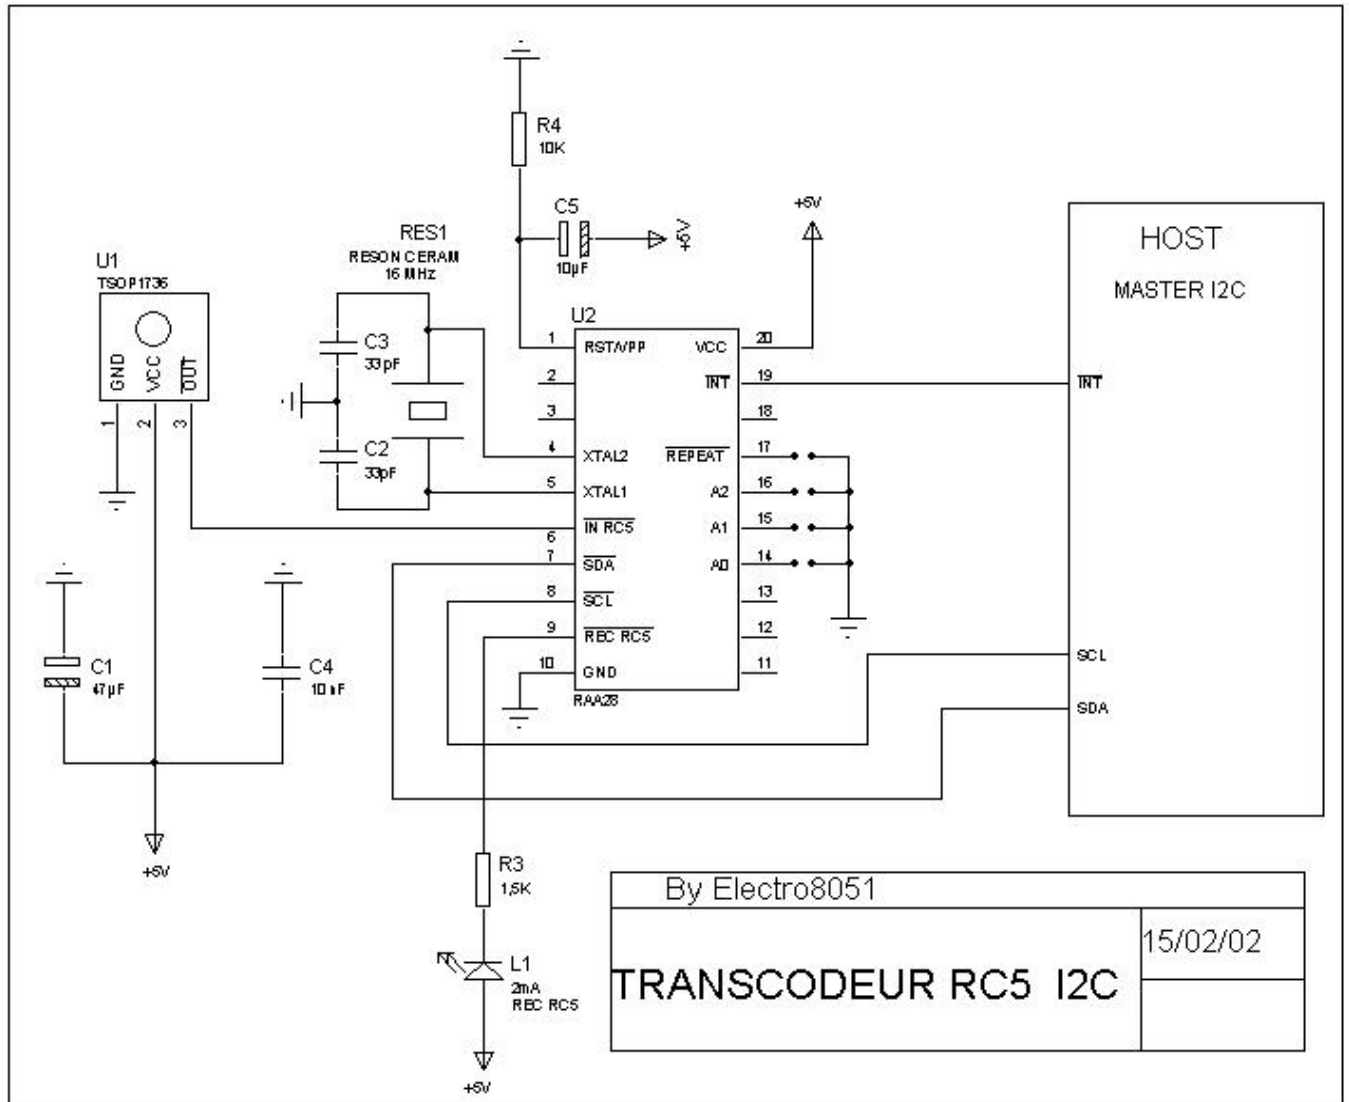 R4
10K
C5
10µF
+5V
+5V
RES1
RESON CERAM
16 MHz
U1
TSOP1736
GND
VCC
OUT
1
2
3
C3
33pF
C2
33pF
U2
1
RST/VPP
VCC
20
2
INT
19
3
18
4
XTAL2
REPEAT
17
5
XTAL1
A2
16
6
IN RC5
A1
15
7
SDA
A0
14
8
SCL
13
9
REC RC5
12
10
GND
11
RAA28
HOST
MASTER I2C
INT
SCL
SDA
C1
47µF
C4
10nF
+5V
R3
1,5K
L1
2mA
REC RC5
+5V
By Electro8051
TRANSCODEUR RC5 I2C
15/02/02